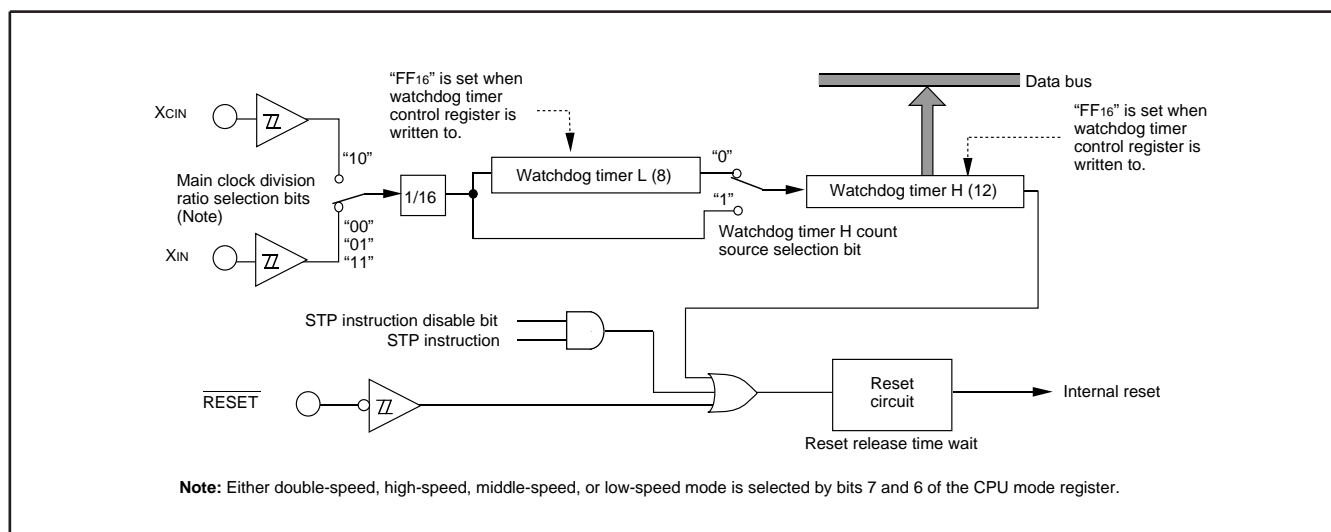 “FF16” is set when
watchdog timer
control register is
written to.
Data bus
“FF16” is set when
watchdog timer
control register is
written to.
XCIN
“10”
“0”
Watchdog timer L (8)
Main clock division
ratio selection bits
(Note)
1/16
Watchdog timer H (12)
“1”
“00”
“01”
“11”
Watchdog timer H count
source selection bit
XIN
STP instruction disable bit
STP instruction
RESET
Reset
circuit
Internal reset
Reset release time wait
Note: Either double-speed, high-speed, middle-speed, or low-speed mode is selected by bits 7 and 6 of the CPU mode register.